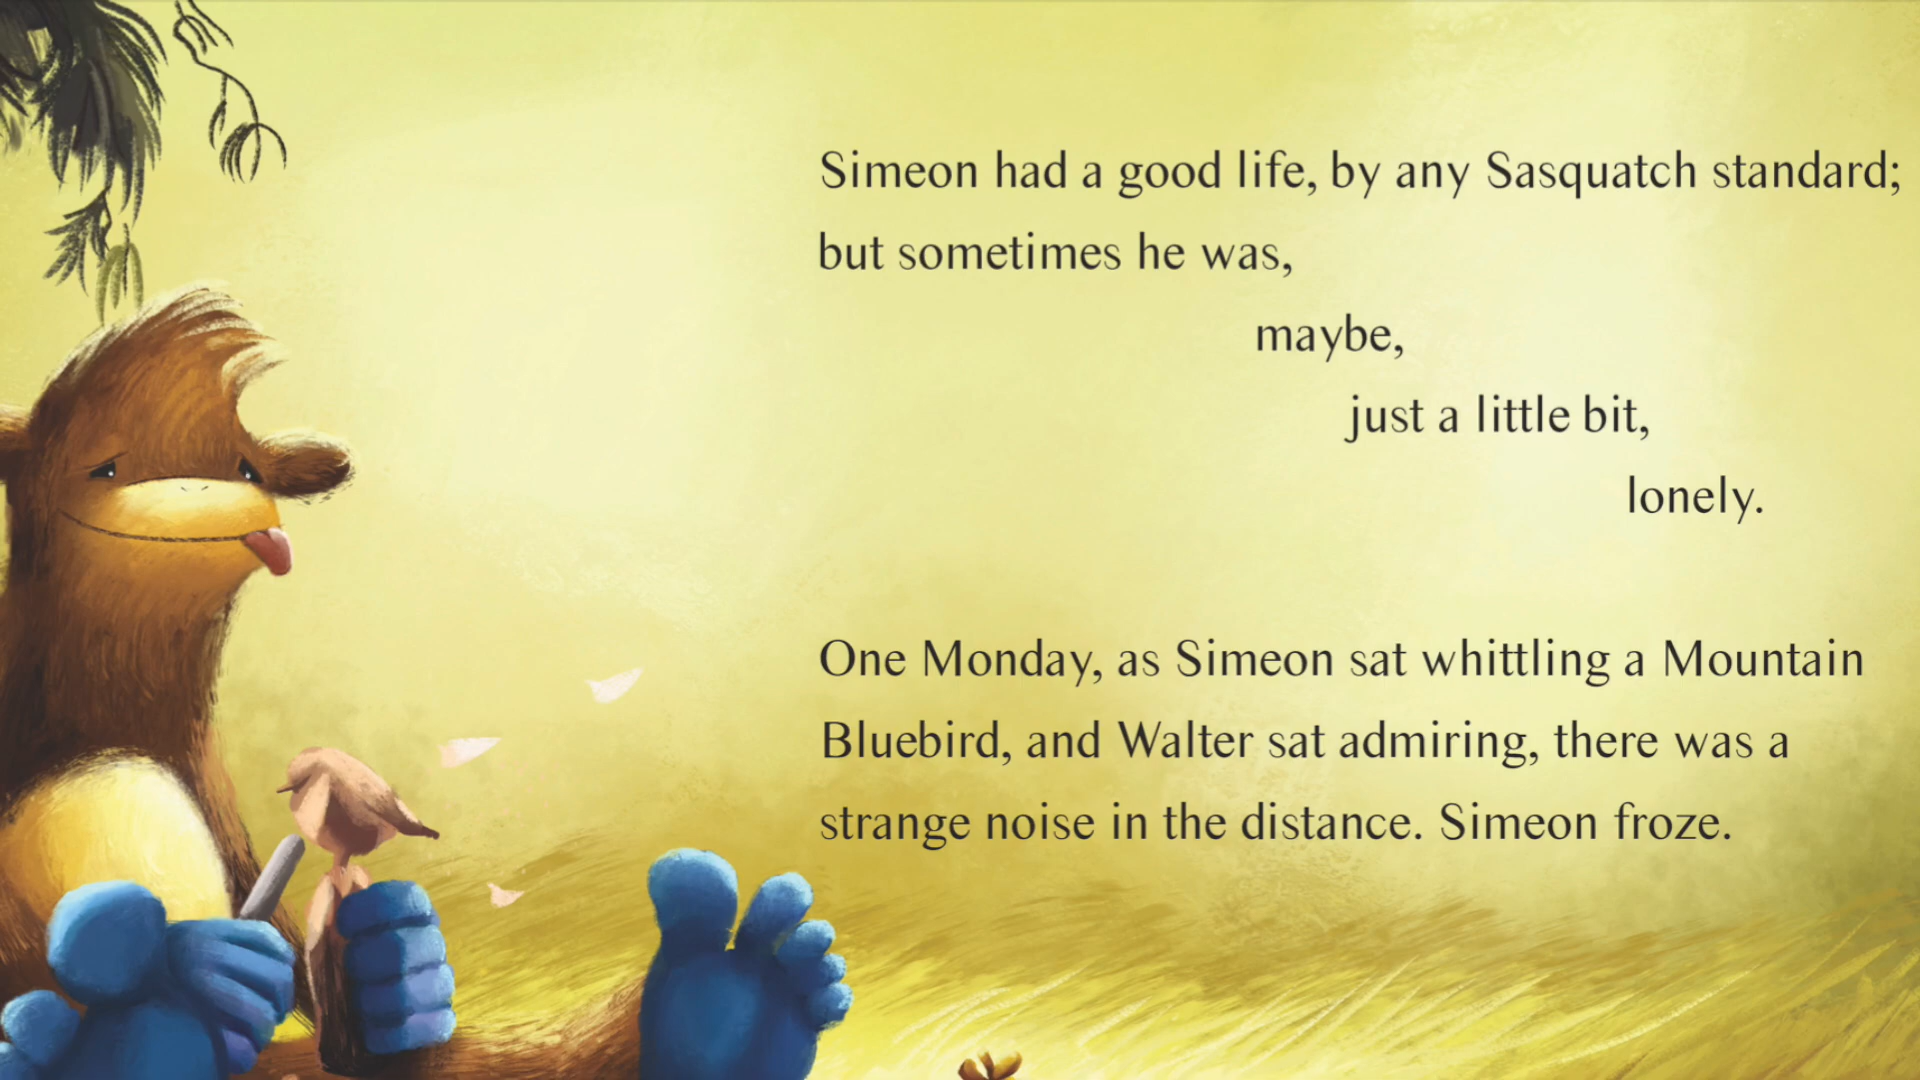 Simeon had a good life, by any Sasquatch standard;
but sometimes he was,
maybe,
just a little bit,
lonely.
One Monday, as Simeon sat whittling a Mountain
Bluebird, and Walter sat admiring, there was a
strange noise in the distance. Simeon froze.